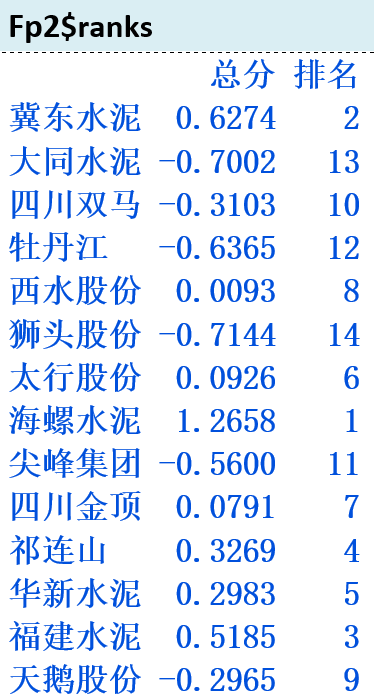 Fp2$ranks
总分 排名
冀东水泥 0.6274 2
大同水泥 -0.7002 13
四川双马 -0.3103 10
牡丹江 -0.6365 12
西水股份 0.0093 8
狮头股份 -0.7144 14
太行股份 0.0926 6
海螺水泥 1.2658 1
尖峰集团 -0.5600 11
四川金顶 0.0791 7
祁连山 0.3269 4
华新水泥 0.2983 5
福建水泥 0.5185 3
天鹅股份 -0.2965 9